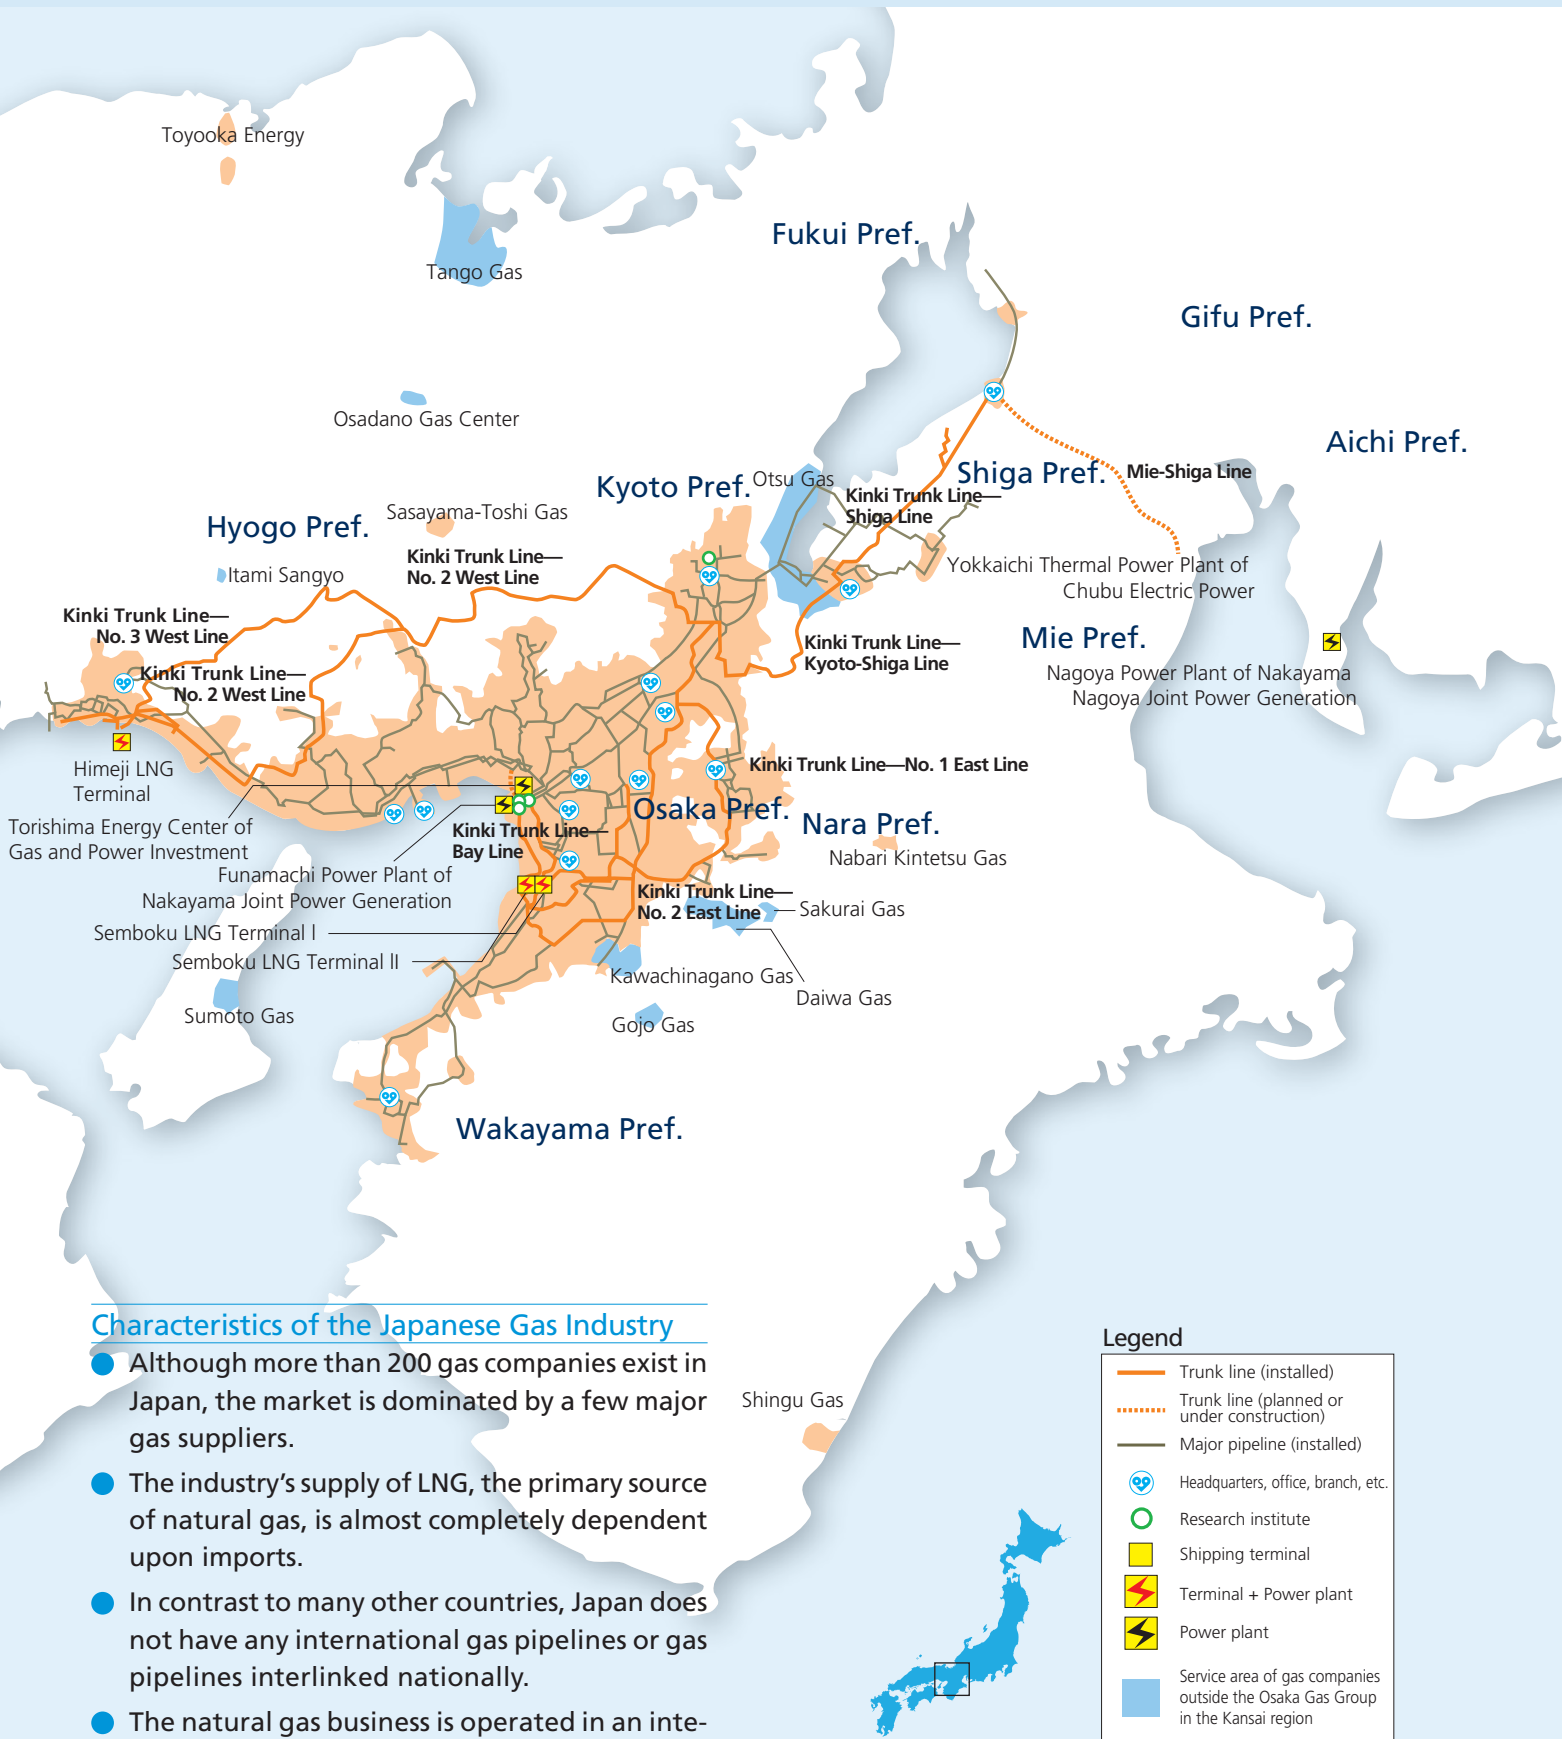 Toyooka Energy
Fukui Pref.
Tango Gas
Gifu Pref.
Osadano Gas Center
Aichi Pref.
Kyoto Pref.
Otsu Gas
Shiga Pref.
Mie-Shiga Line
Kinki Trunk Line—
Shiga Line
Sasayama-Toshi Gas
Hyogo Pref.
Kinki Trunk Line—
No. 2 West Line
Itami Sangyo
Yokkaichi Thermal Power Plant of
Chubu Electric Power
Kinki Trunk Line—
No. 3 West Line
Kinki Trunk Line—
Kyoto-Shiga Line
Mie Pref.
Kinki Trunk Line—
No. 2 West Line
Nagoya Power Plant of Nakayama
Nagoya Joint Power Generation
Himeji LNG
Terminal
Kinki Trunk Line—No. 1 East Line
Osaka Pref.
Nara Pref.
Torishima Energy Center of
Gas and Power Investment
Kinki Trunk Line—
Bay Line
Nabari Kintetsu Gas
Funamachi Power Plant of
Nakayama Joint Power Generation
Kinki Trunk Line—
No. 2 East Line
Sakurai Gas
Semboku LNG Terminal l
Semboku LNG Terminal lI
Kawachinagano Gas
Daiwa Gas
Sumoto Gas
Gojo Gas
Wakayama Pref.
Characteristics of the Japanese Gas Industry
● Although more than 200 gas companies exist in
Japan, the market is dominated by a few major
gas suppliers.
● The industry’s supply of LNG, the primary source
of natural gas, is almost completely dependent
upon imports.
● In contrast to many other countries, Japan does
not have any international gas pipelines or gas
pipelines interlinked nationally.
● The natural gas business is operated in an inte-
Shingu Gas
Legend
Trunk line (installed)
Trunk line (planned or
under construction)
Major pipeline (installed)
Headquarters, office, branch, etc.
Research institute
Shipping terminal
Terminal + Power plant
Power plant
Service area of gas companies
outside the Osaka Gas Group
in the Kansai region